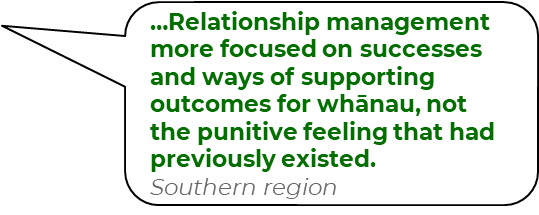 ...Relationship management
more focused on successes
and ways of supporting
outcomes for whānau, not
the punitive feeling that had
previously existed.
Southern region